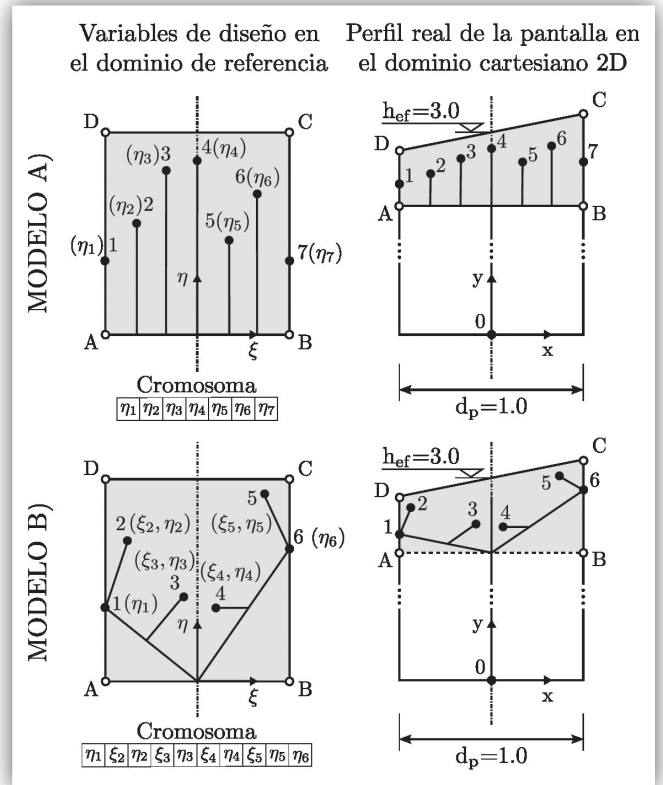 Variables de diseño en
el dominio de referencia
Perfil real de la pantalla en
el dominio cartesiano 2D
MODELO A)
D
C
(η₃)3
4(η₄)
6(η₆)
(η₂)2
5(η₅)
(η₁)1
7(η₇)
η
A
ξ
B
Cromosoma
η₁ η₂ η₃ η₄ η₅ η₆ η₇
h_ef=3.0
C
D
1
2
3
4
5
6
7
A
B
y
0
x
d_p=1.0
MODELO B)
D
C
5
2(ξ₂, η₂)
(ξ₅, η₅)
6 (η₆)
(ξ₃, η₃)
(ξ₄, η₄)
3
4
1(η₁)
η
A
ξ
B
Cromosoma
η₁ ξ₂ η₂ ξ₃ η₃ ξ₄ η₄ ξ₅ η₅ η₆
h_ef=3.0
C
D
5
6
2
3
4
1
A
B
y
0
x
d_p=1.0